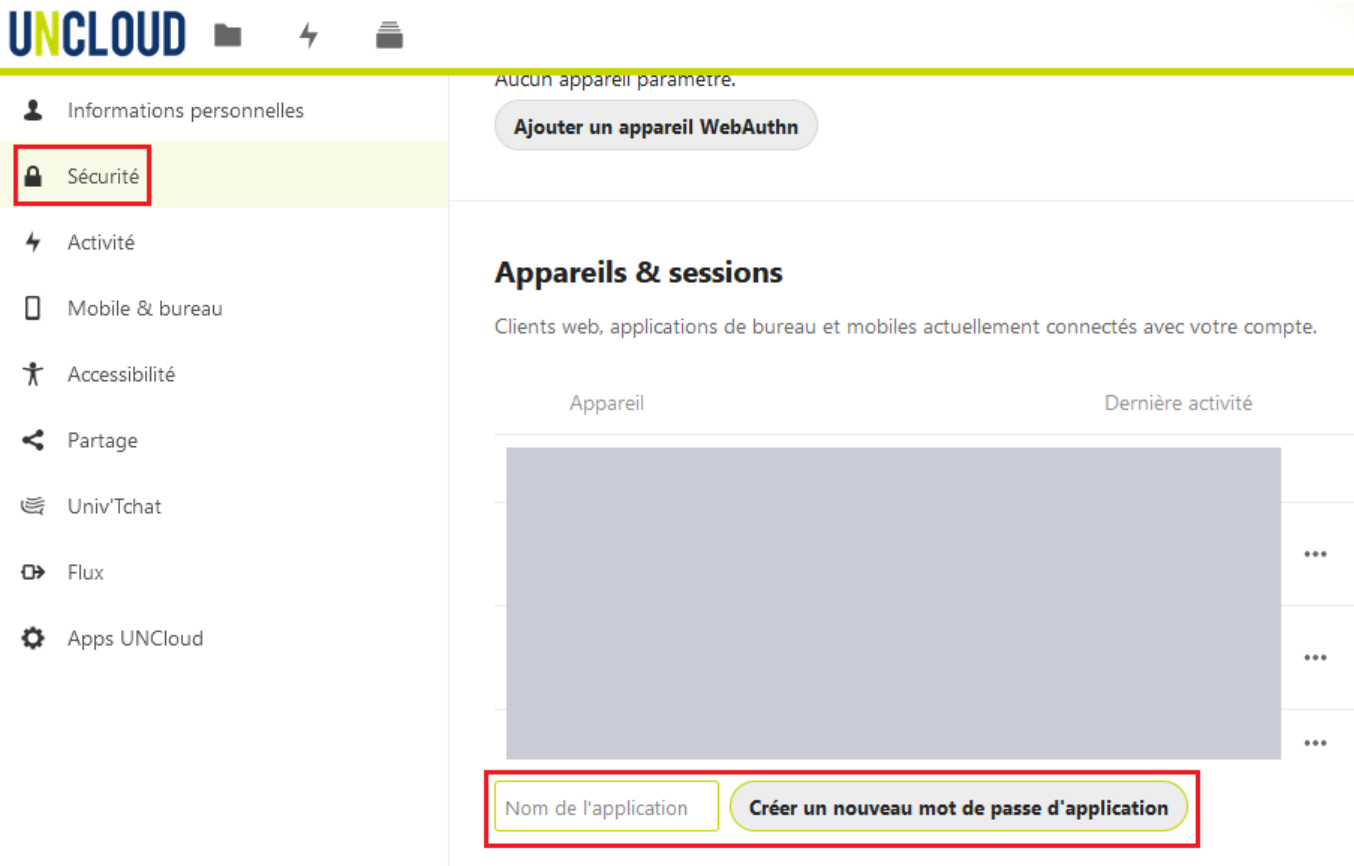 UNCLOUD
Informations personnelles
Sécurité
Activité
Mobile & bureau
Accessibilité
Partage
Univ'Tchat
Flux
Apps UNCloud
Aucun appareil paramétré.
Ajouter un appareil WebAuthn
Appareils & sessions
Clients web, applications de bureau et mobiles actuellement connectés avec votre compte.
Appareil Dernière activité
Nom de l'application Créer un nouveau mot de passe d'application